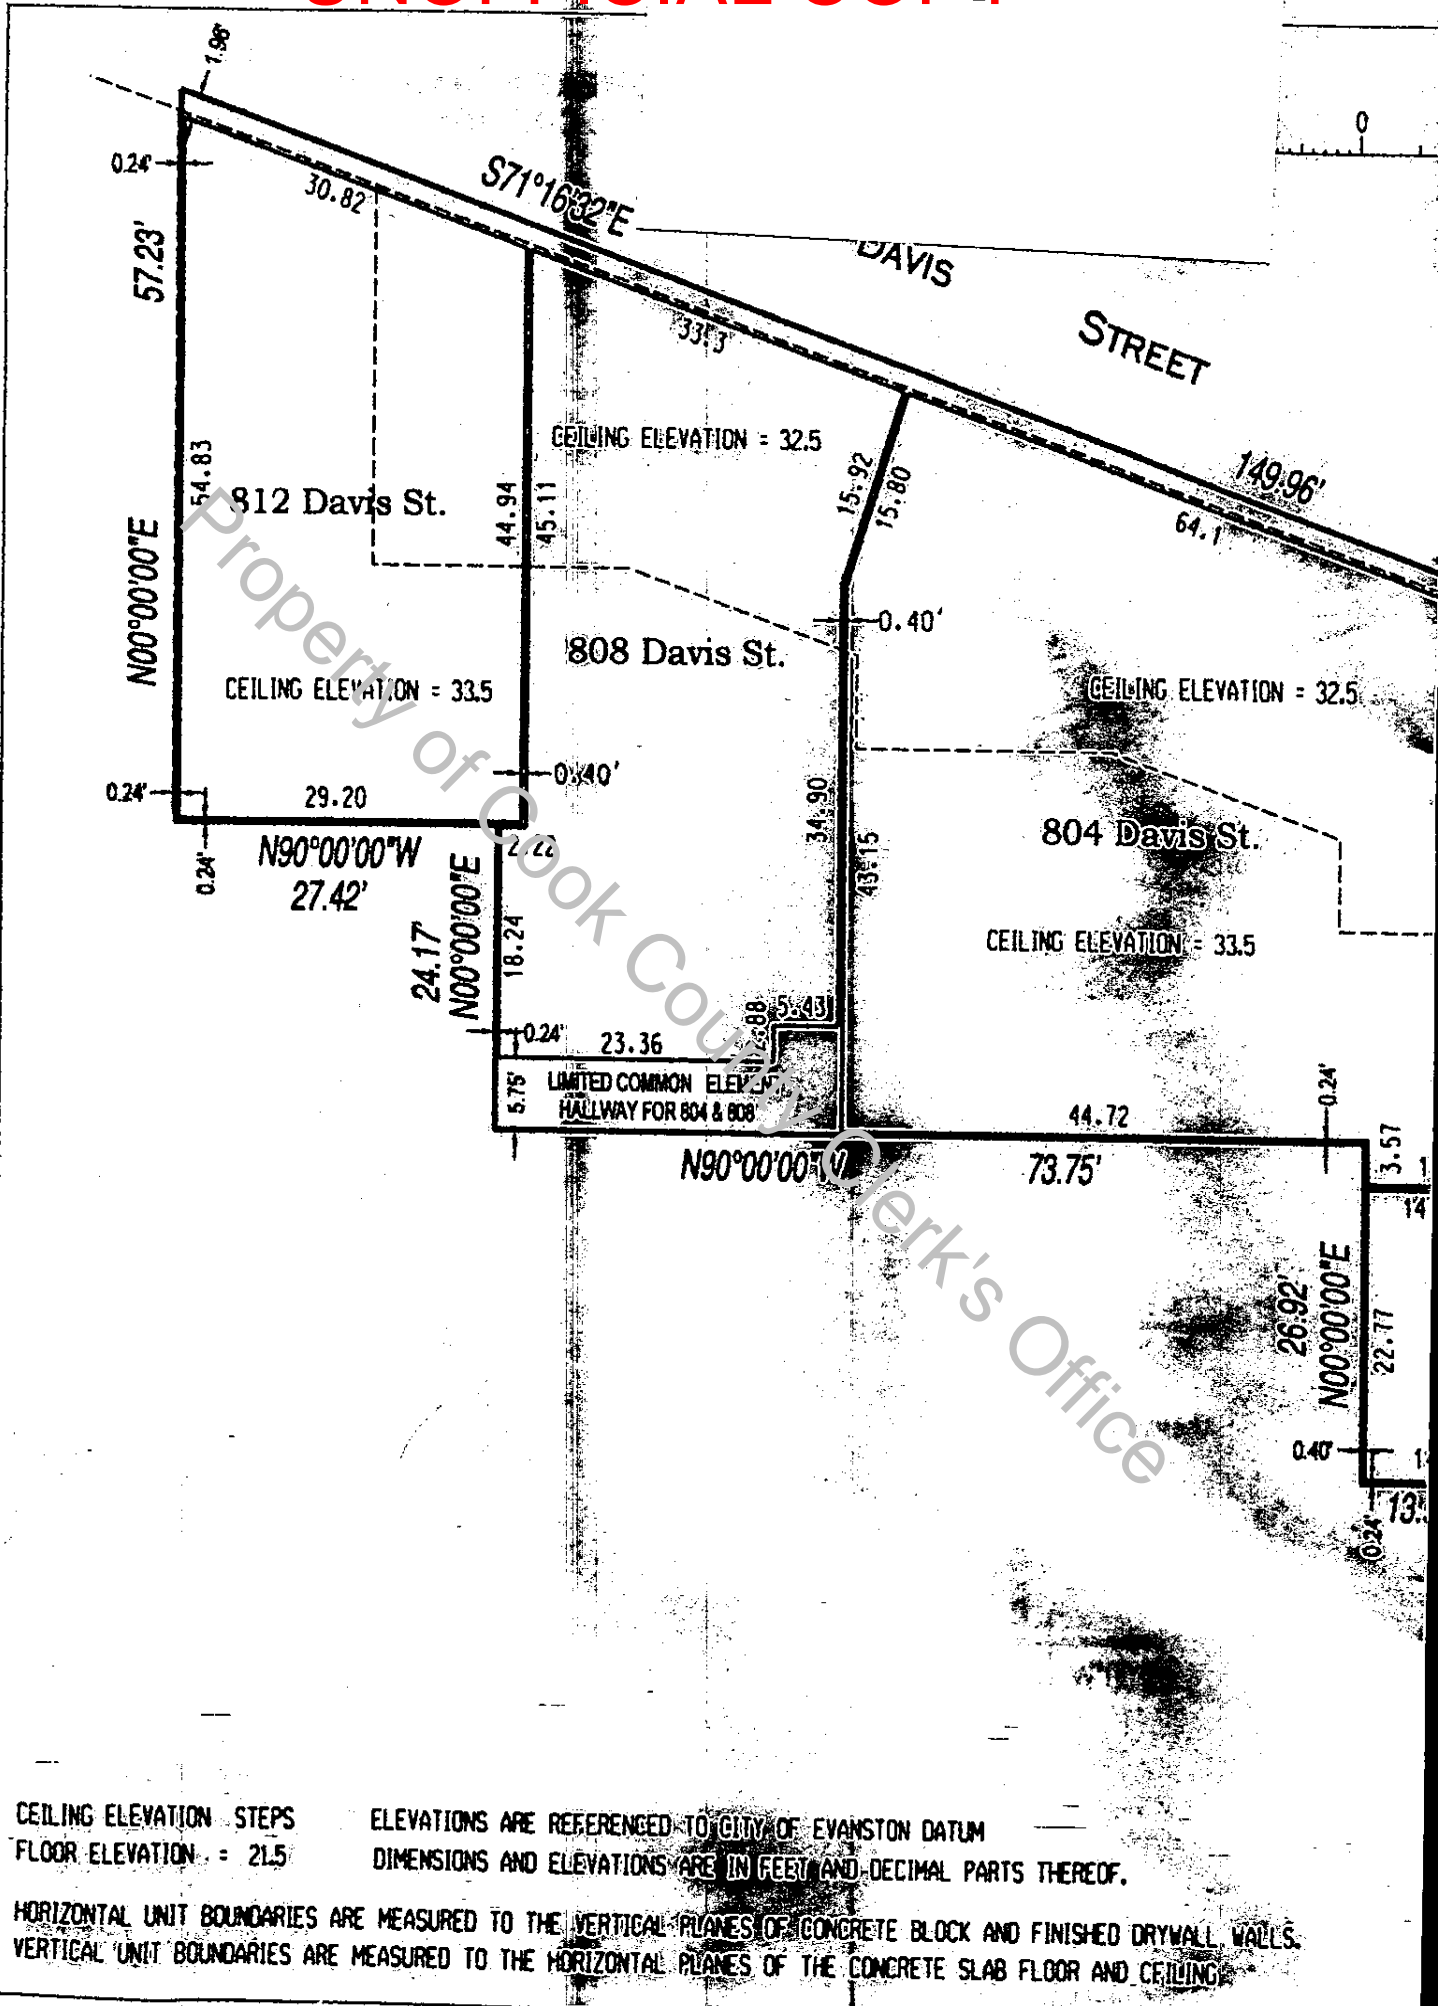 1.96'
0
0.24'
30.82
S71°16'32"E
57.23'
DAVIS
STREET
33.3
CEILING ELEVATION = 32.5
54.83
812 Davis St.
44.94
45.11
15.92
15.80
149.96'
64.1
N00°00'00"E
0.40'
808 Davis St.
CEILING ELEVATION = 33.5
CEILING ELEVATION = 32.5
0.24'
29.20
0.40'
34.90
43.15
804 Davis St.
N90°00'00"W
27.42'
0.24'
2.22
24.17'
N00°00'00"E
18.24
CEILING ELEVATION = 33.5
5.43
0.24'
23.36
5.75'
LIMITED COMMON ELEMENT
HALLWAY FOR 804 & 808
44.72
0.24'
N90°00'00"W
73.75'
3.57
14
26.92'
N00°00'00"E
22.77
0.40'
0.24'
Property of Cook County Clerk's Office
CEILING ELEVATION STEPS
FLOOR ELEVATION = 21.5
ELEVATIONS ARE REFERENCED TO CITY OF EVANSTON DATUM
DIMENSIONS AND ELEVATIONS ARE IN FEET AND DECIMAL PARTS THEREOF.
HORIZONTAL UNIT BOUNDARIES ARE MEASURED TO THE VERTICAL PLANES OF CONCRETE BLOCK AND FINISHED DRYWALL WALLS.
VERTICAL UNIT BOUNDARIES ARE MEASURED TO THE HORIZONTAL PLANES OF THE CONCRETE SLAB FLOOR AND CEILING